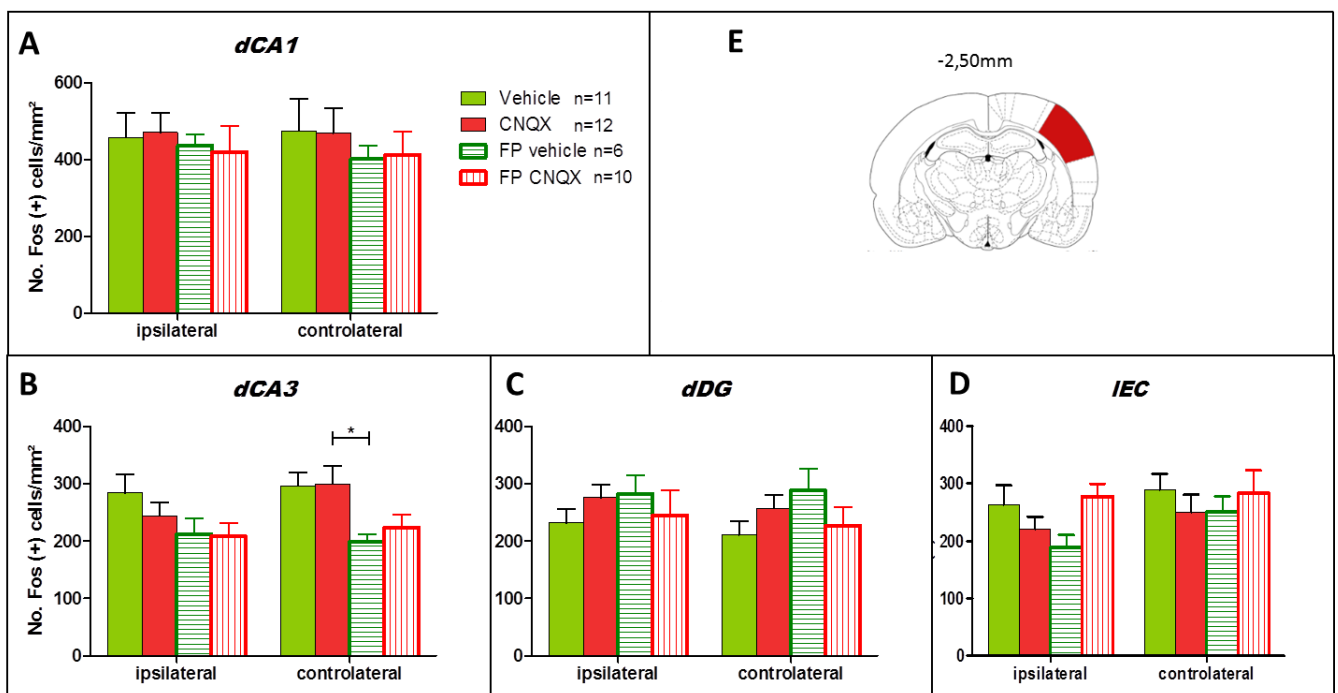 A
dCA1
No. Fos (+) cells/mm²
600
400
200
0
ipsilateral controlateral
Vehicle n=11
CNQX n=12
FP vehicle n=6
FP CNQX n=10
E
-2,50mm
B
dCA3
No. Fos (+) cells/mm²
400
300
200
100
0
*
ipsilateral controlateral
C
dDG
400
300
200
100
0
ipsilateral controlateral
D
lEC
400
300
200
100
0
ipsilateral controlateral